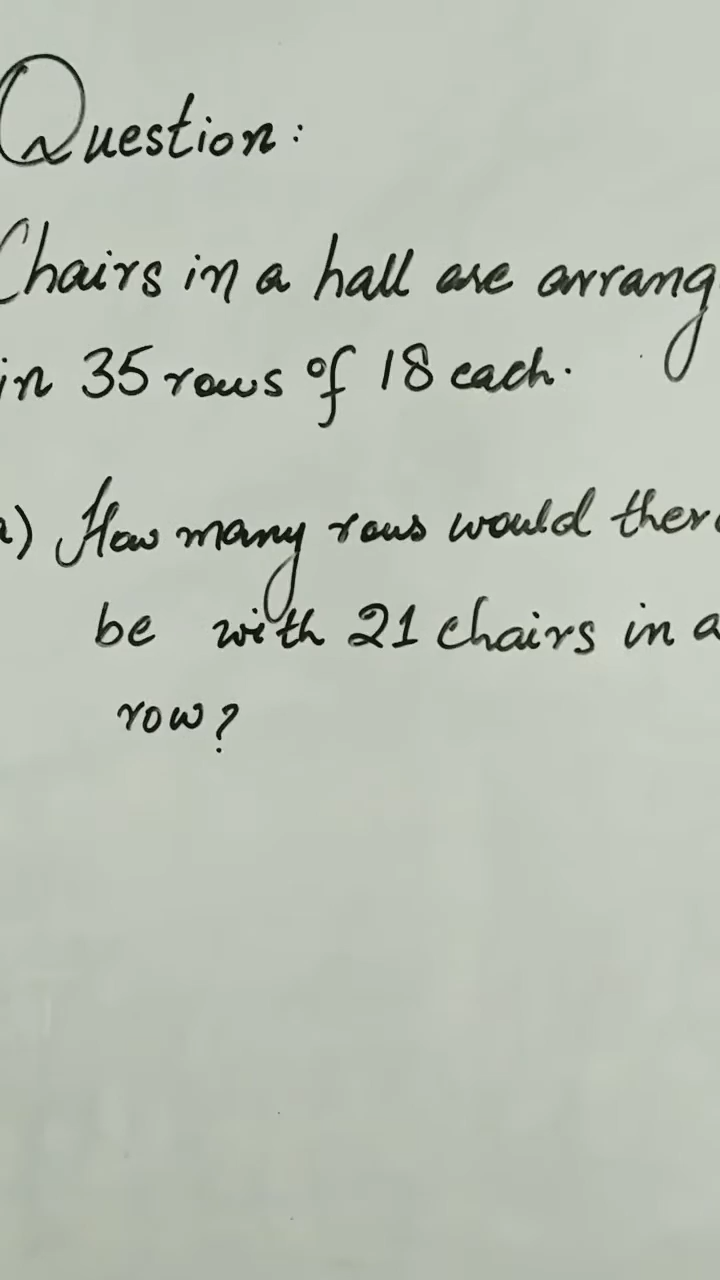 Question:
Chairs in a hall are arrang
in 35 rows of 18 each.
a) How many rows would there
be with 21 chairs in a
row?